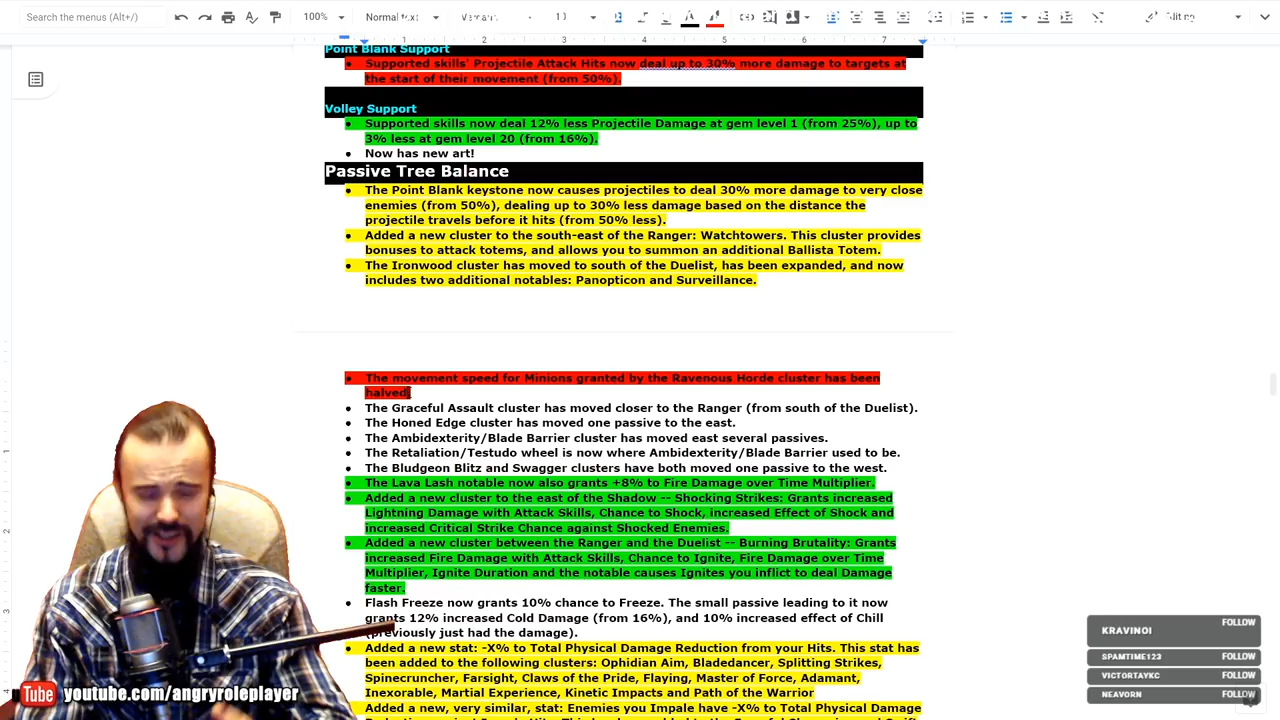 Search the menus (Alt+/)
100%
Normal text
Point Blank Support
Supported skills' Projectile Attack Hits now deal up to 30% more damage to targets at
the start of their movement (from 50%).
Volley Support
Supported skills now deal 12% less Projectile Damage at gem level 1 (from 25%), up to
3% less at gem level 20 (from 16%).
Now has new art!
Passive Tree Balance
The Point Blank keystone now causes projectiles to deal 30% more damage to very close
enemies (from 50%), dealing up to 30% less damage based on the distance the
projectile travels before it hits (from 50% less).
Added a new cluster to the south-east of the Ranger: Watchtowers. This cluster provides
bonuses to attack totems, and allows you to summon an additional Ballista Totem.
The Ironwood cluster has moved to south of the Duelist, has been expanded, and now
includes two additional notables: Panopticon and Surveillance.
The movement speed for Minions granted by the Ravenous Horde cluster has been
halved.
The Graceful Assault cluster has moved closer to the Ranger (from south of the Duelist).
The Honed Edge cluster has moved one passive to the east.
The Ambidexterity/Blade Barrier cluster has moved east several passives.
The Retaliation/Testudo wheel is now where Ambidexterity/Blade Barrier used to be.
The Bludgeon Blitz and Swagger clusters have both moved one passive to the west.
The Lava Lash notable now also grants +8% to Fire Damage over Time Multiplier.
Added a new cluster to the east of the Shadow -- Shocking Strikes: Grants increased
Lightning Damage with Attack Skills, Chance to Shock, increased Effect of Shock and
increased Critical Strike Chance against Shocked Enemies.
Added a new cluster between the Ranger and the Duelist -- Burning Brutality: Grants
increased Fire Damage with Attack Skills, Chance to Ignite, Fire Damage over Time
Multiplier, Ignite Duration and the notable causes Ignites you inflict to deal Damage
faster.
Flash Freeze now grants 10% chance to Freeze. The small passive leading to it now
grants 12% increased Cold Damage (from 16%), and 10% increased effect of Chill
(previously just had the damage).
Added a new stat: -X% to Total Physical Damage Reduction from your Hits. This stat has
been added to the following clusters: Ophidian Aim, Bladedancer, Splitting Strikes,
Spinecruncher, Farsight, Claws of the Pride, Flaying, Master of Force, Adamant,
Inexorable, Martial Experience, Kinetic Impacts and Path of the Warrior
Added a new, very similar, stat: Enemies you Impale have -X% to Total Physical Damage
Tube youtube.com/angryroleplayer
KRAVINOI FOLLOW
SPAMTIME123 FOLLOW
VICTORTAYKC FOLLOW
NEAVORN FOLLOW